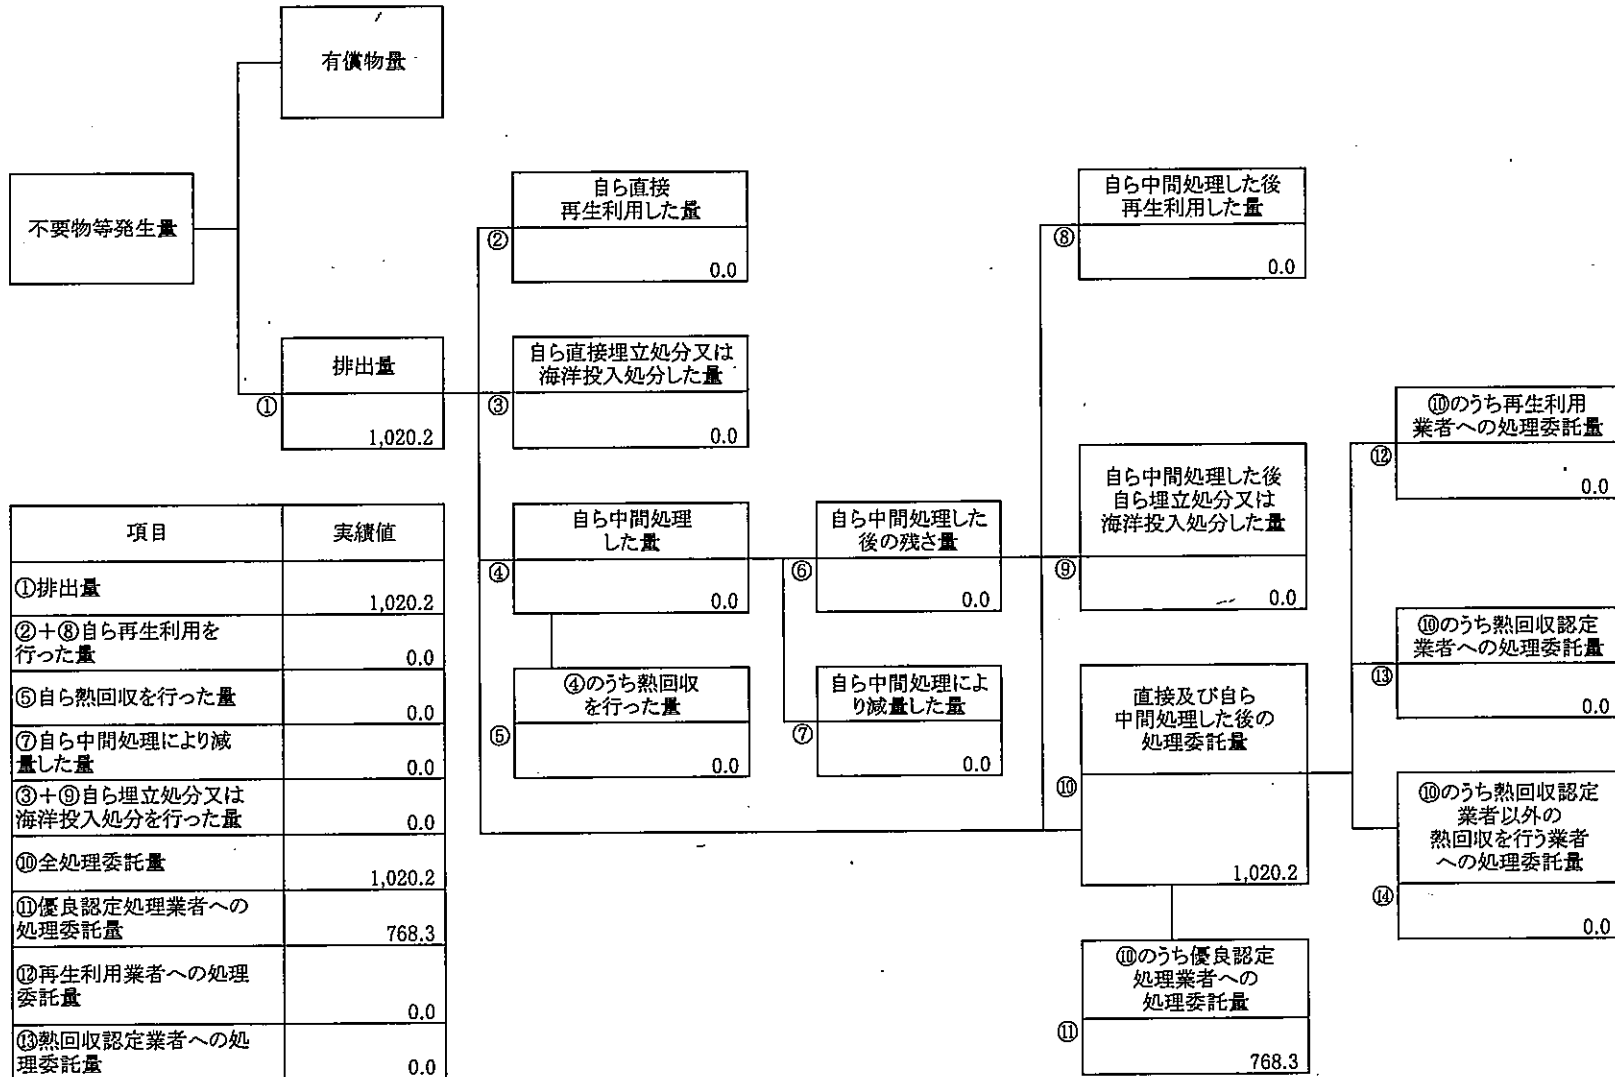 有償物量
不要物等発生量
排出量
①
1,020.2
自ら直接
再生利用した量
②
0.0
自ら直接埋立処分又は
海洋投入処分した量
③
0.0
自ら中間処理
した量
④
0.0
④のうち熱回収
を行った量
⑤
0.0
自ら中間処理した
後の残さ量
⑥
0.0
自ら中間処理によ
り減量した量
⑦
0.0
自ら中間処理した後
再生利用した量
⑧
0.0
自ら中間処理した後
自ら埋立処分又は
海洋投入処分した量
⑨
0.0
直接及び自ら
中間処理した後の
処理委託量
⑩
1,020.2
⑩のうち優良認定
処理業者への
処理委託量
⑪
768.3
⑩のうち再生利用
業者への処理委託量
⑫
0.0
⑩のうち熱回収認定
業者への処理委託量
⑬
0.0
⑩のうち熱回収認定
業者以外の
熱回収を行う業者
への処理委託量
⑭
0.0
項目 実績値
①排出量 1,020.2
②+⑧自ら再生利用を
行った量 0.0
⑤自ら熱回収を行った量 0.0
⑦自ら中間処理により減
量した量 0.0
③+⑨自ら埋立処分又は
海洋投入処分を行った量 0.0
⑩全処理委託量 1,020.2
⑪優良認定処理業者への
処理委託量 768.3
⑫再生利用業者への処理
委託量 0.0
⑬熱回収認定業者への処
理委託量 0.0